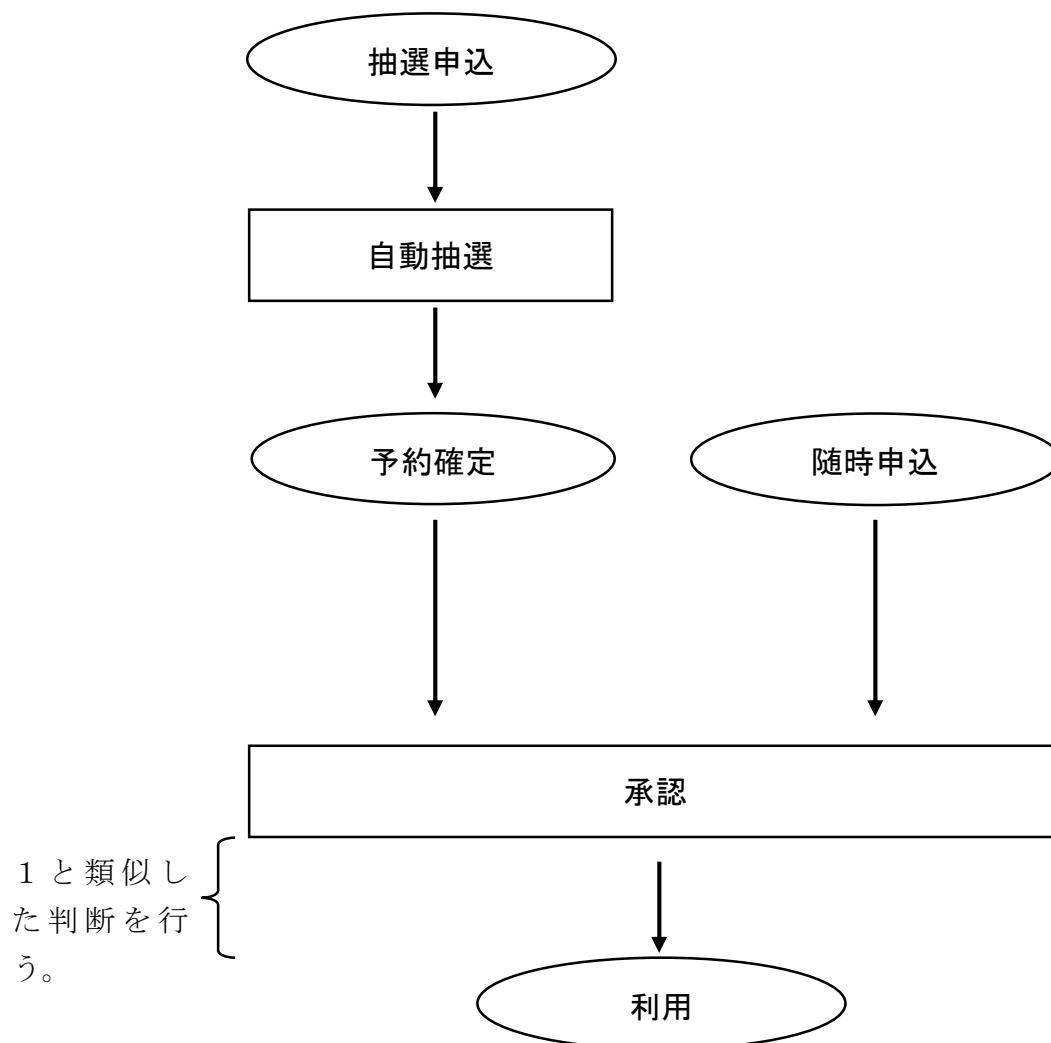 抽選申込
自動抽選
予約確定
随時申込
承認
１と類似し
た判断を行
う。
利用